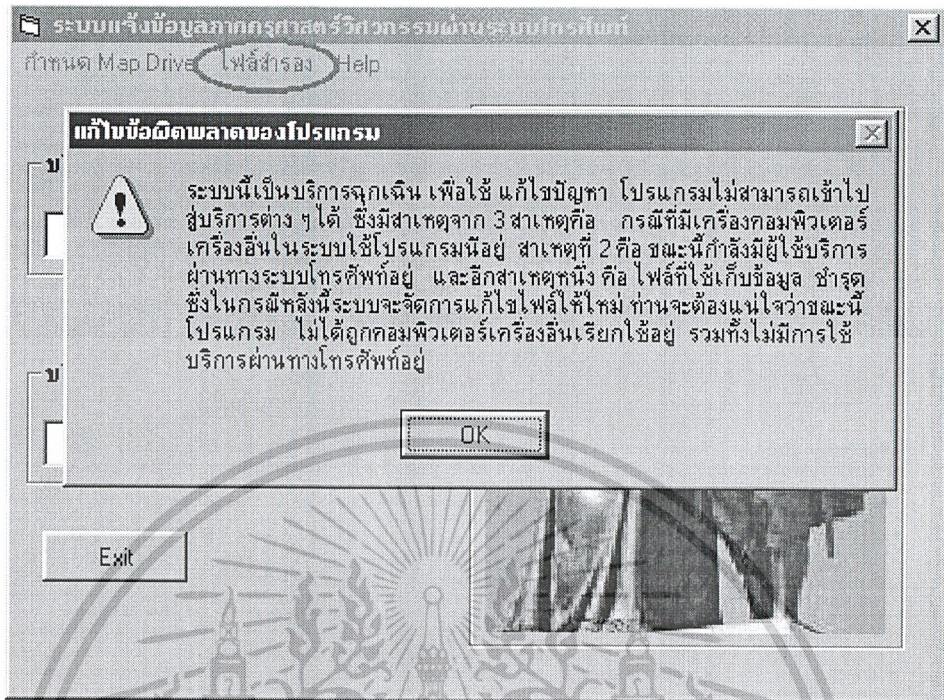 ระบบแจ้งข้อมูลภาคครุศาสตร์วิศวกรรมผ่านระบบโทรศัพท์
กำหนด Map Drive ไฟล์สำรอง Help
แก้ไขข้อผิดพลาดของโปรแกรม
ระบบนี้เป็นบริการฉุกเฉิน เพื่อใช้ แก้ไขปัญหา โปรแกรมไม่สามารถเข้าไป
สู่บริการต่าง ๆ ได้ ซึ่งมีสาเหตุจาก 3 สาเหตุคือ กรณีที่มีเครื่องคอมพิวเตอร์
เครื่องอื่นในระบบใช้โปรแกรมนี้อยู่ สาเหตุที่ 2 คือ ขณะนี้กำลังมีผู้ใช้บริการ
ผ่านทางระบบโทรศัพท์อยู่ และอีกสาเหตุหนึ่ง คือ ไฟล์ที่ใช้เก็บข้อมูล ชำรุด
ซึ่งในกรณีหลังนี้ระบบจะจัดการแก้ไขไฟล์ให้ใหม่ ท่านจะต้องแน่ใจว่าขณะนี้
โปรแกรม ไม่ได้ถูกคอมพิวเตอร์เครื่องอื่นเรียกใช้อยู่ รวมทั้งไม่มีการใช้
บริการผ่านทางโทรศัพท์อยู่
OK
Exit